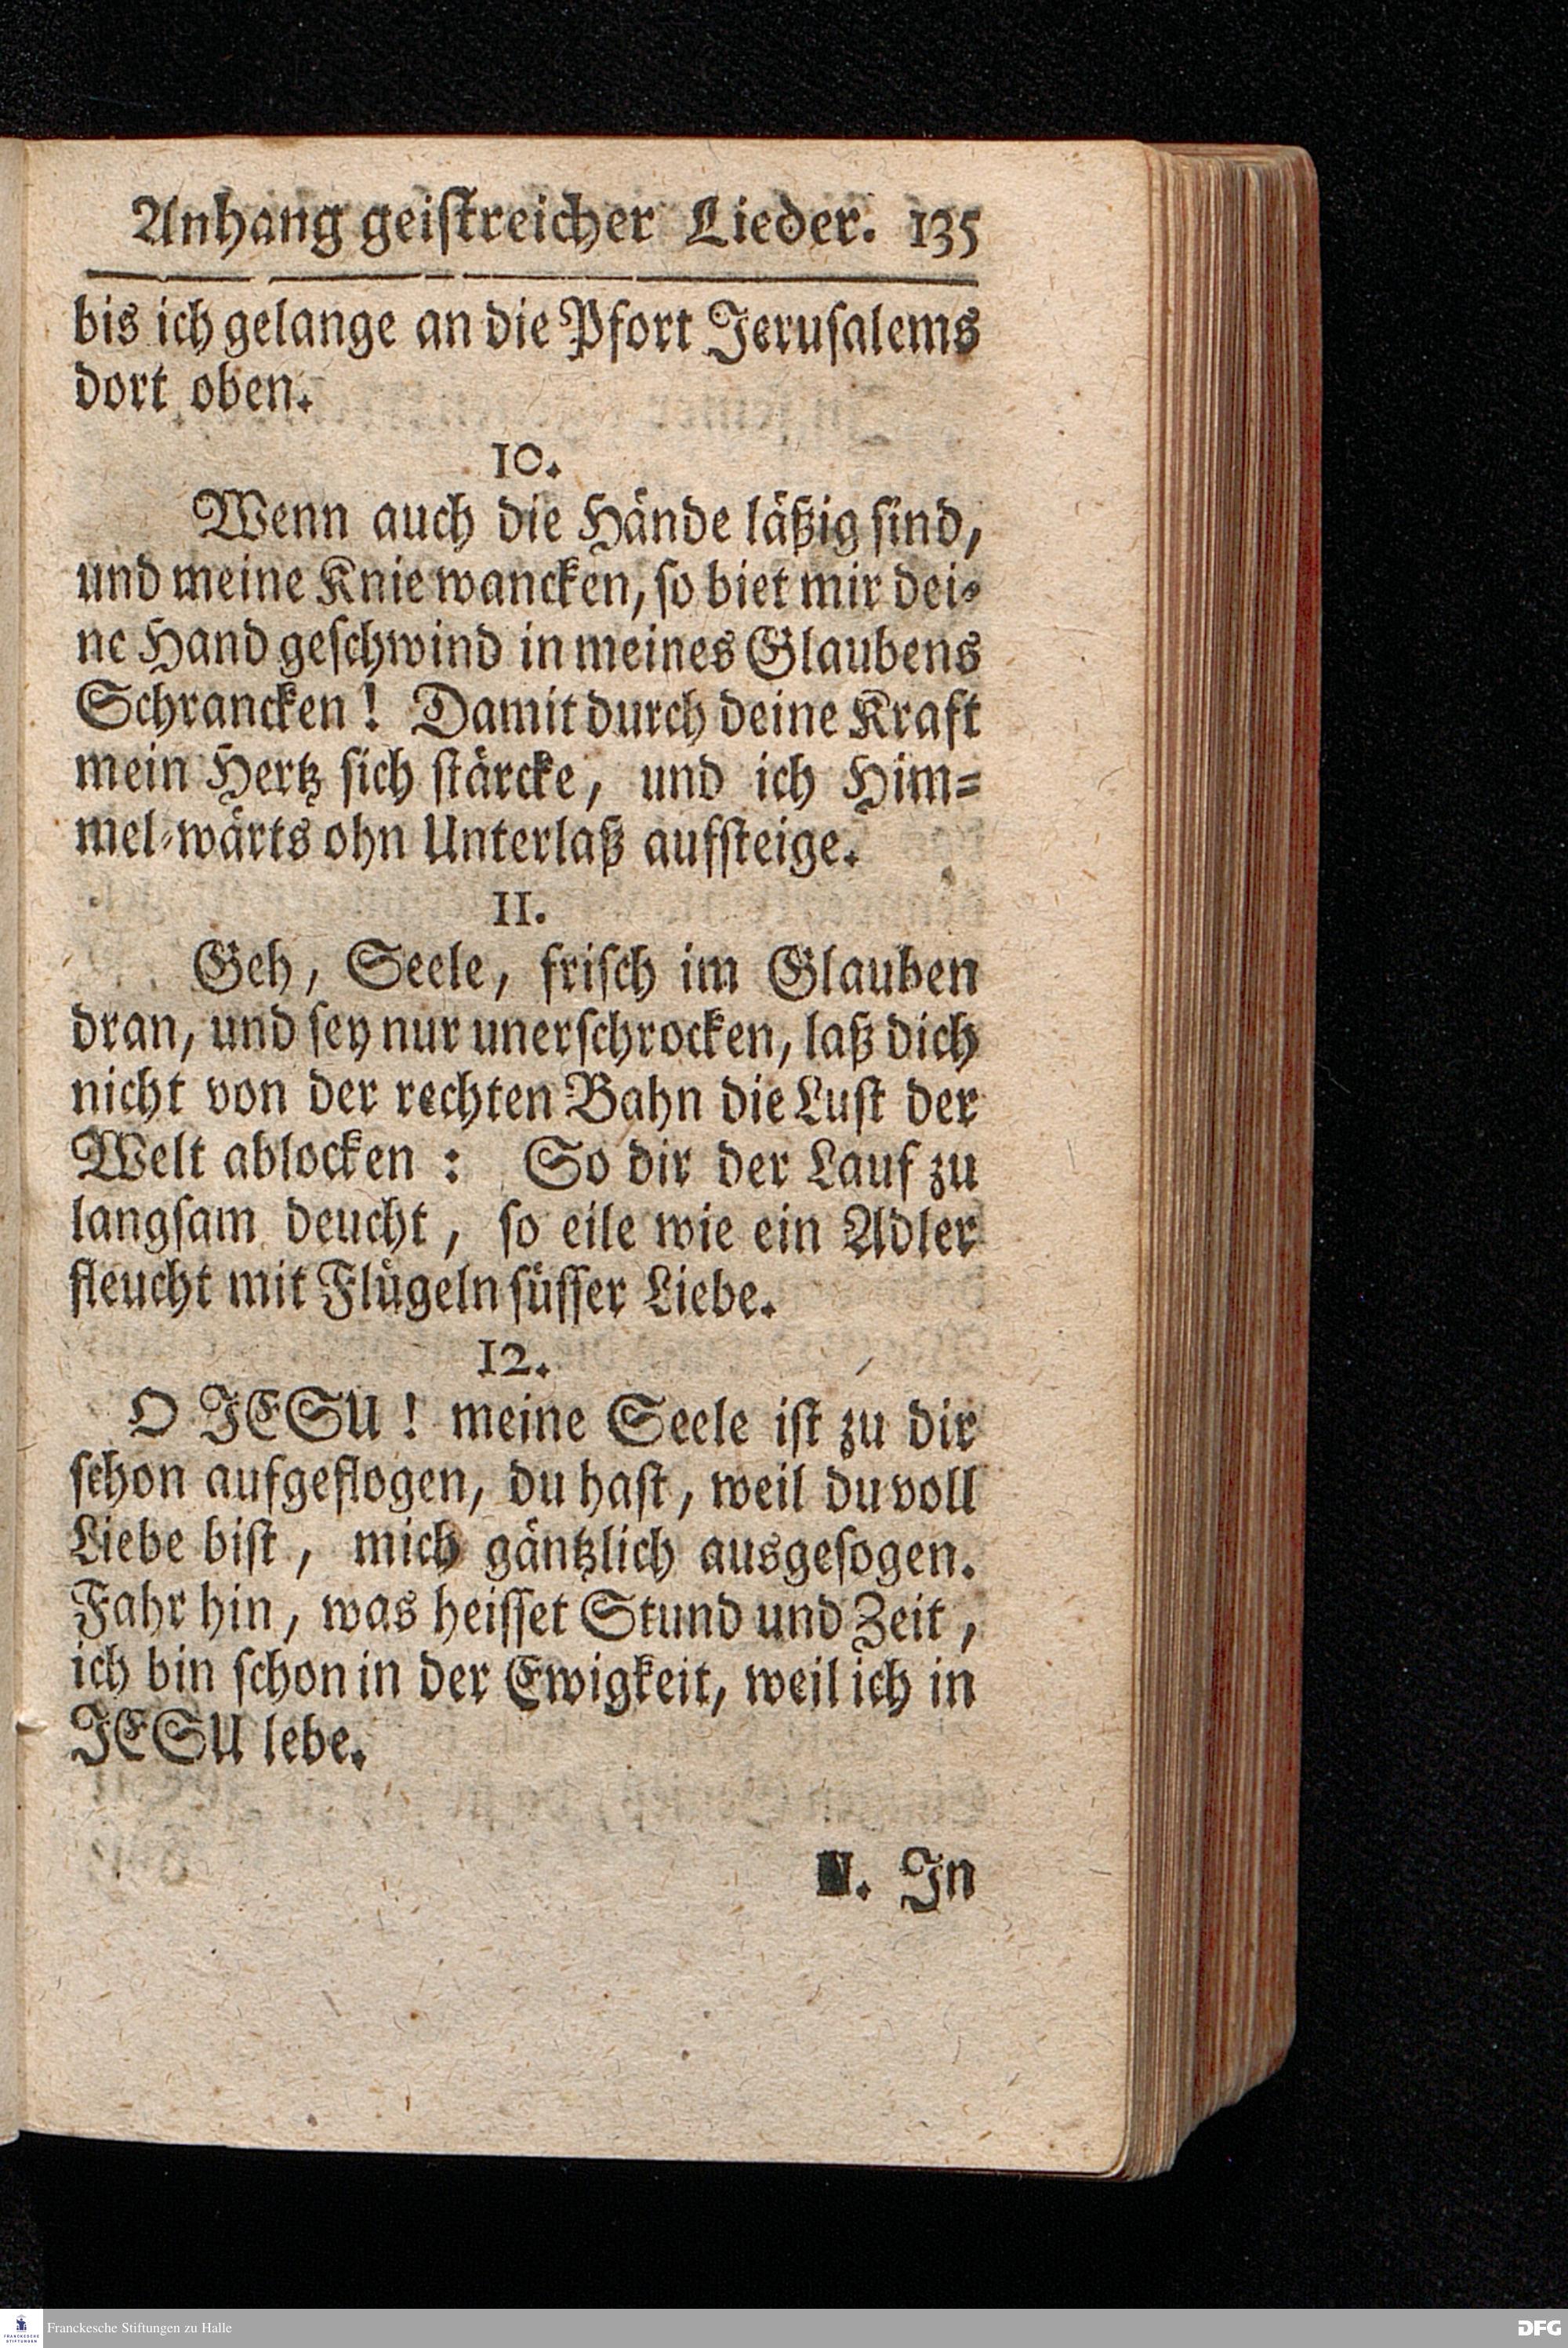 Anhang geistreicher Lieder. 135
bis ich gelange an die Pfort Jerusalems
dort oben.
10.
Wenn auch die Hände läßig sind,
und meine Knie wancken, so biet mir dei-
ne Hand geschwind in meines Glaubens
Schrancken! Damit durch deine Kraft
mein Hertz sich stärcke, und ich Him-
mel-wärts ohn Unterlaß aufsteige.
11.
Geh, Seele, frisch im Glauben
dran, und sey nur unerschrocken, laß dich
nicht von der rechten Bahn die Lust der
Welt ablocken: So dir der Lauf zu
langsam deucht, so eile wie ein Adler
fleucht mit Flügeln süsser Liebe.
12.
O JESU! meine Seele ist zu dir
schon aufgeflogen, du hast, weil du voll
Liebe bist, mich gäntzlich ausgesogen.
Fahr hin, was heisset Stund und Zeit,
ich bin schon in der Ewigkeit, weil ich in
JESU lebe.
In
Franckesche Stiftungen zu Halle
DFG